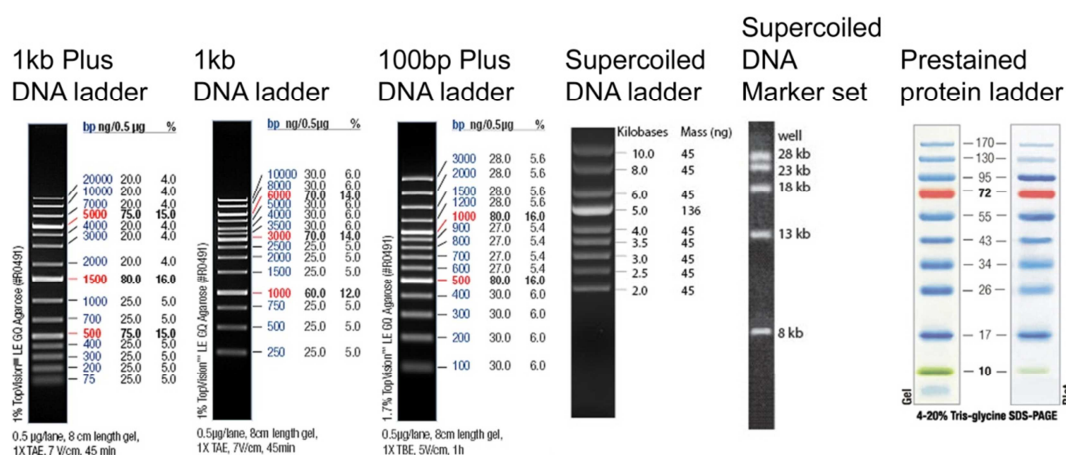 1kb Plus
DNA ladder
bp ng/0.5 µg %
20000 20.0 4.0
10000 20.0 4.0
7000 20.0 4.0
5000 75.0 15.0
4000 20.0 4.0
3000 20.0 4.0
2000 20.0 4.0
1500 80.0 16.0
1000 25.0 5.0
700 25.0 5.0
500 75.0 15.0
400 25.0 5.0
300 25.0 5.0
200 25.0 5.0
75 25.0 5.0
1% TopVision™ LE GQ Agarose (#R0491)
0.5 µg/lane, 8 cm length gel,
1X TAE, 7 V/cm, 45 min
1kb
DNA ladder
bp ng/0.5 µg %
10000 30.0 6.0
8000 30.0 6.0
6000 70.0 14.0
5000 30.0 6.0
4000 30.0 6.0
3500 30.0 6.0
3000 70.0 14.0
2500 25.0 5.0
2000 25.0 5.0
1500 25.0 5.0
1000 60.0 12.0
750 25.0 5.0
500 25.0 5.0
250 25.0 5.0
1% TopVision™ LE GQ Agarose (#R0491)
0.5µg/lane, 8cm length gel,
1X TAE, 7V/cm, 45min
100bp Plus
DNA ladder
bp ng/0.5µg %
3000 28.0 5.6
2000 28.0 5.6
1500 28.0 5.6
1200 28.0 5.6
1000 80.0 16.0
900 27.0 5.4
800 27.0 5.4
700 27.0 5.4
600 27.0 5.4
500 80.0 16.0
400 30.0 6.0
300 30.0 6.0
200 30.0 6.0
100 30.0 6.0
1.7% TopVision™ LE GQ Agarose (#R0491)
0.5µg/lane, 8cm length gel,
1X TBE, 5V/cm, 1h
Supercoiled
DNA ladder
Kilobases Mass (ng)
10.0 45
8.0 45
6.0 45
5.0 136
4.0 45
3.5 45
3.0 45
2.5 45
2.0 45
Supercoiled
DNA
Marker set
well
28 kb
23 kb
18 kb
13 kb
8 kb
Prestained
protein ladder
170
130
95
72
55
43
34
26
17
10
Gel
4-20% Tris-glycine SDS-PAGE